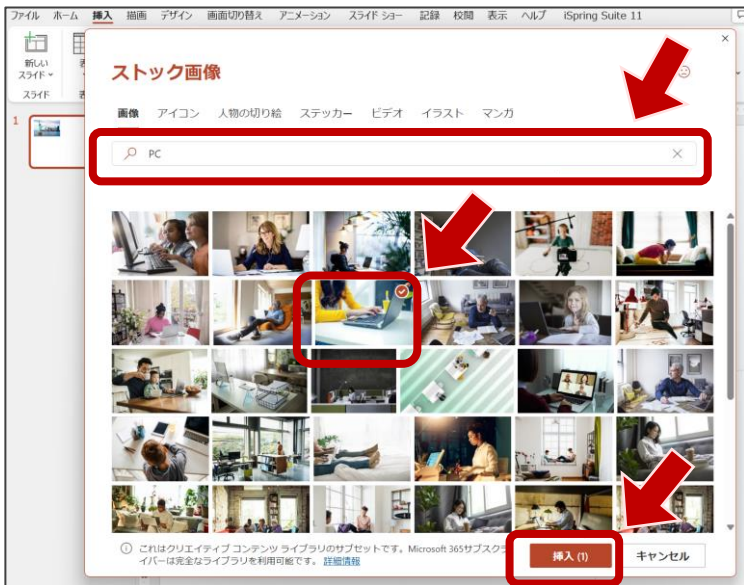 ファイル ホーム 挿入 描画 デザイン 画面切り替え アニメーション スライド ショー 記録 校閲 表示 ヘルプ iSpring Suite 11
新しい
スライド
スライド
1
ストック画像
画像 アイコン 人物の切り絵 ステッカー ビデオ イラスト マンガ
PC
これはクリエイティブ コンテンツ ライブラリのサブセットです。Microsoft 365サブスク
イバーは完全なライブラリを利用可能です。 詳細情報
挿入 (1) キャンセル